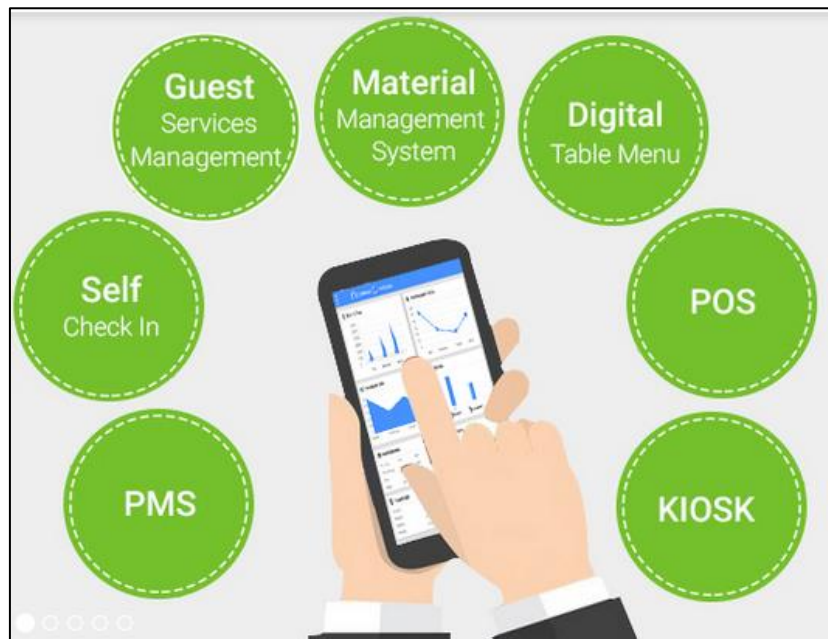 Guest
Services
Management
Material
Management
System
Digital
Table Menu
Self
Check In
POS
PMS
KIOSK